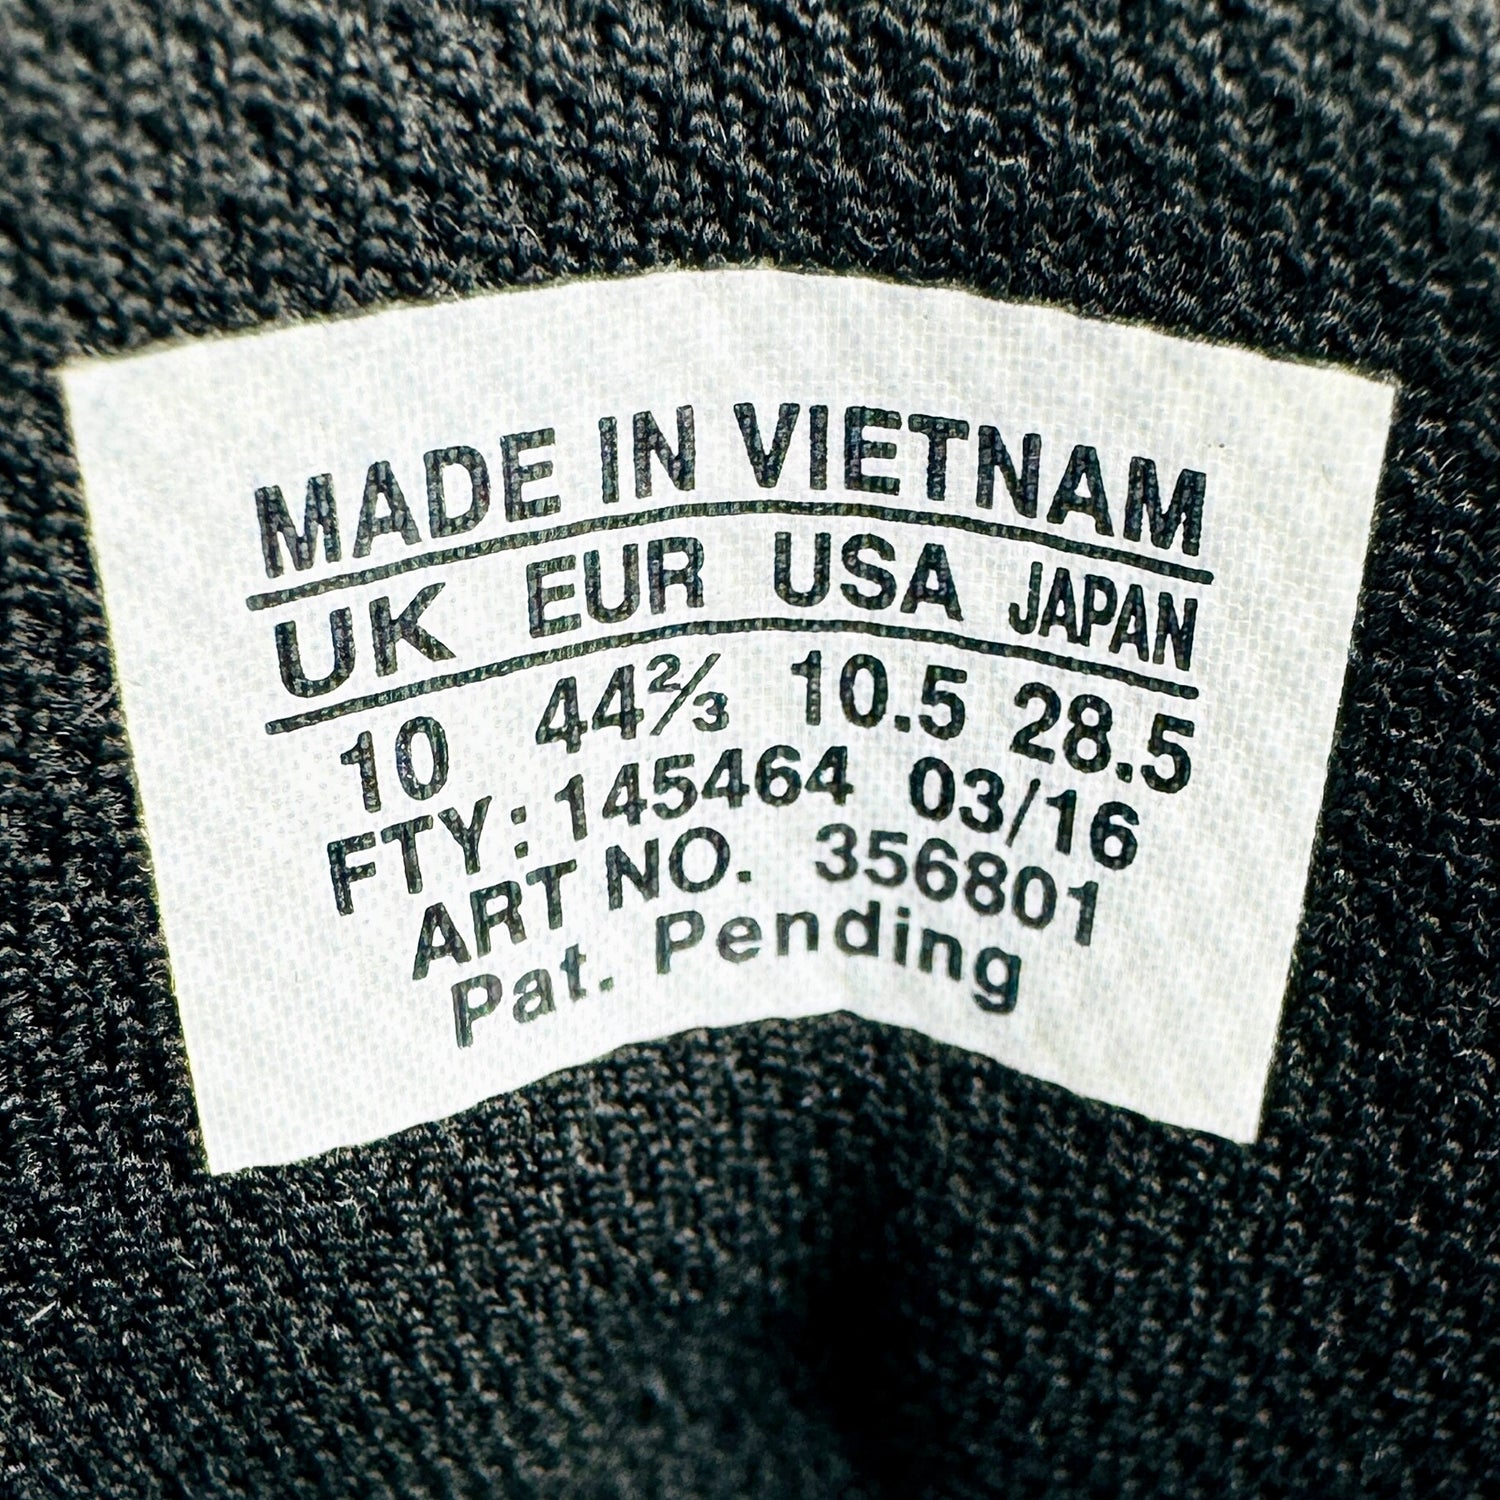 MADE IN VIETNAM
UK EUR USA JAPAN
10 44⅔ 10.5 28.5
FTY: 145464 03/16
ART NO. 356801
Pat. Pending